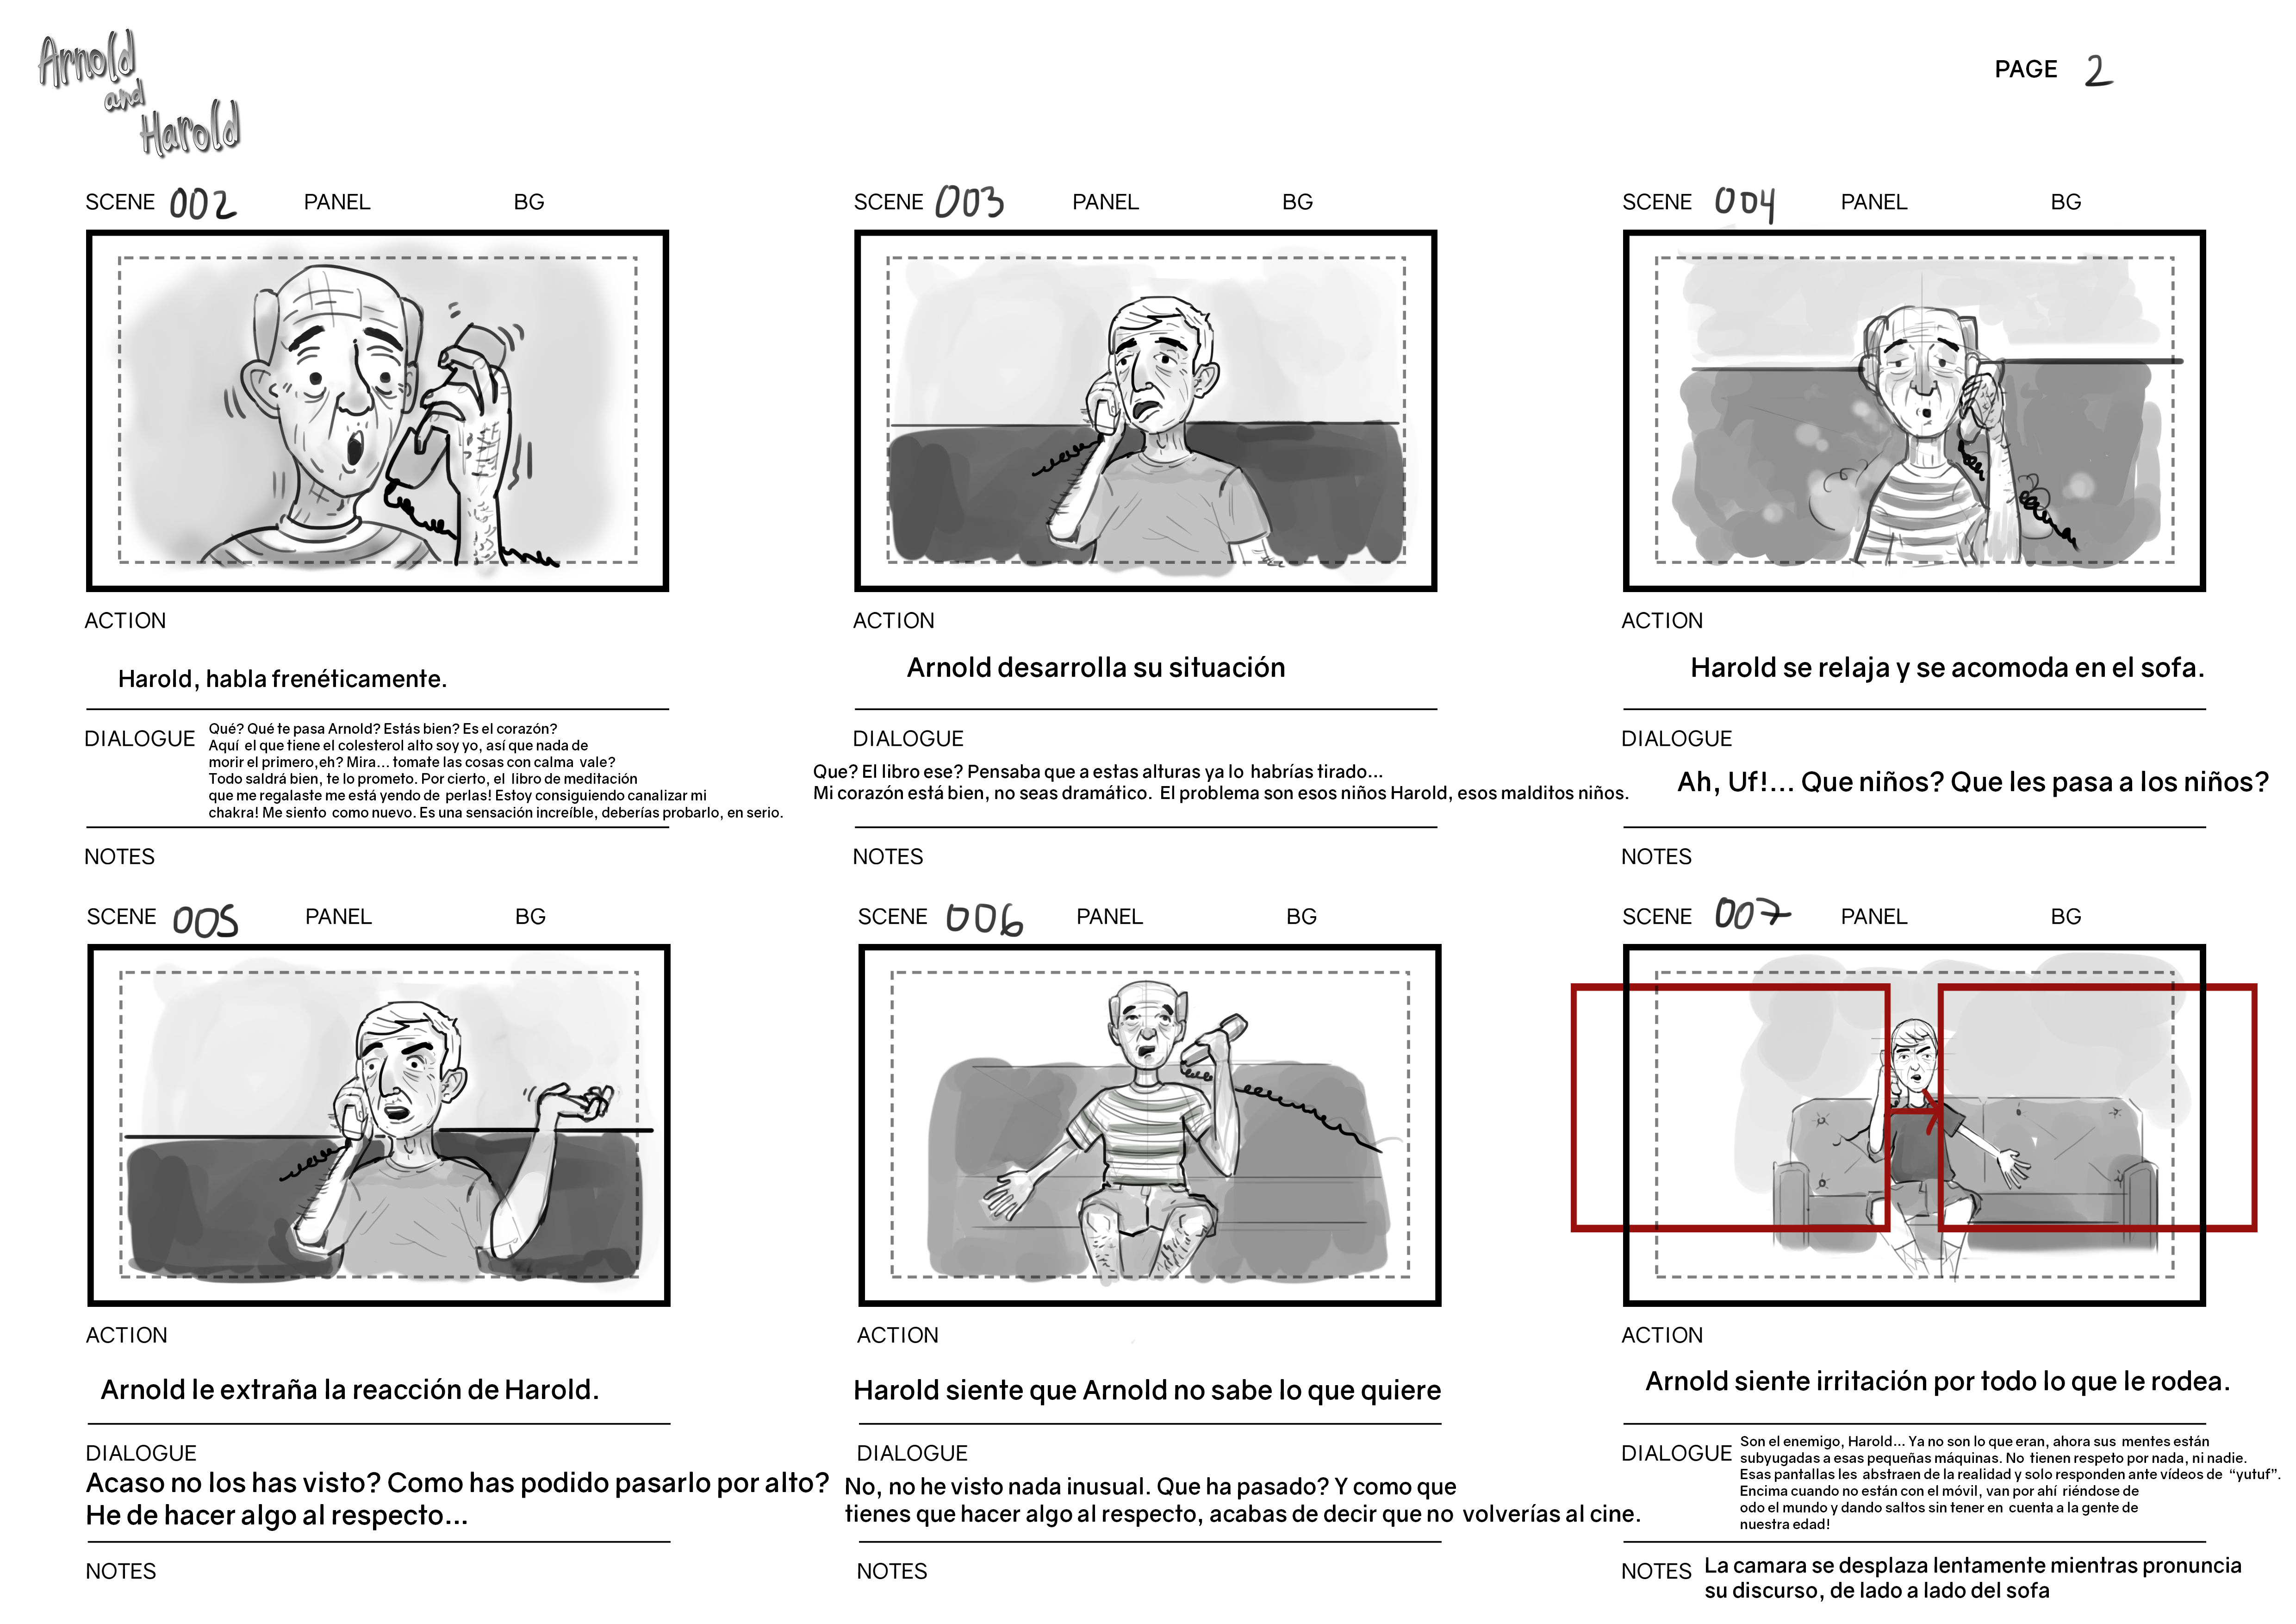 Arnold
and
Harold
PAGE 2
SCENE 002 PANEL BG
ACTION
Harold, habla frenéticamente.
DIALOGUE
Qué? Qué te pasa Arnold? Estás bien? Es el corazón?
Aquí el que tiene el colesterol alto soy yo, así que nada de
morir el primero,eh? Mira... tomate las cosas con calma vale?
Todo saldrá bien, te lo prometo. Por cierto, el libro de meditación
que me regalaste me está yendo de perlas! Estoy consiguiendo canalizar mi
chakra! Me siento como nuevo. Es una sensación increíble, deberías probarlo, en serio.
NOTES
SCENE 003 PANEL BG
ACTION
Arnold desarrolla su situación
DIALOGUE
Que? El libro ese? Pensaba que a estas alturas ya lo habrías tirado...
Mi corazón está bien, no seas dramático. El problema son esos niños Harold, esos malditos niños.
NOTES
SCENE 004 PANEL BG
ACTION
Harold se relaja y se acomoda en el sofa.
DIALOGUE
Ah, Uf!... Que niños? Que les pasa a los niños?
NOTES
SCENE 005 PANEL BG
ACTION
Arnold le extraña la reacción de Harold.
DIALOGUE
Acaso no los has visto? Como has podido pasarlo por alto?
He de hacer algo al respecto...
NOTES
SCENE 006 PANEL BG
ACTION
Harold siente que Arnold no sabe lo que quiere
DIALOGUE
No, no he visto nada inusual. Que ha pasado? Y como que
tienes que hacer algo al respecto, acabas de decir que no volverías al cine.
NOTES
SCENE 007 PANEL BG
ACTION
Arnold siente irritación por todo lo que le rodea.
DIALOGUE
Son el enemigo, Harold... Ya no son lo que eran, ahora sus mentes están
subyugadas a esas pequeñas máquinas. No tienen respeto por nada, ni nadie.
Esas pantallas les abstraen de la realidad y solo responden ante vídeos de “yutuf”.
Encima cuando no están con el móvil, van por ahí riéndose de
odo el mundo y dando saltos sin tener en cuenta a la gente de
nuestra edad!
NOTES
La camara se desplaza lentamente mientras pronuncia
su discurso, de lado a lado del sofa